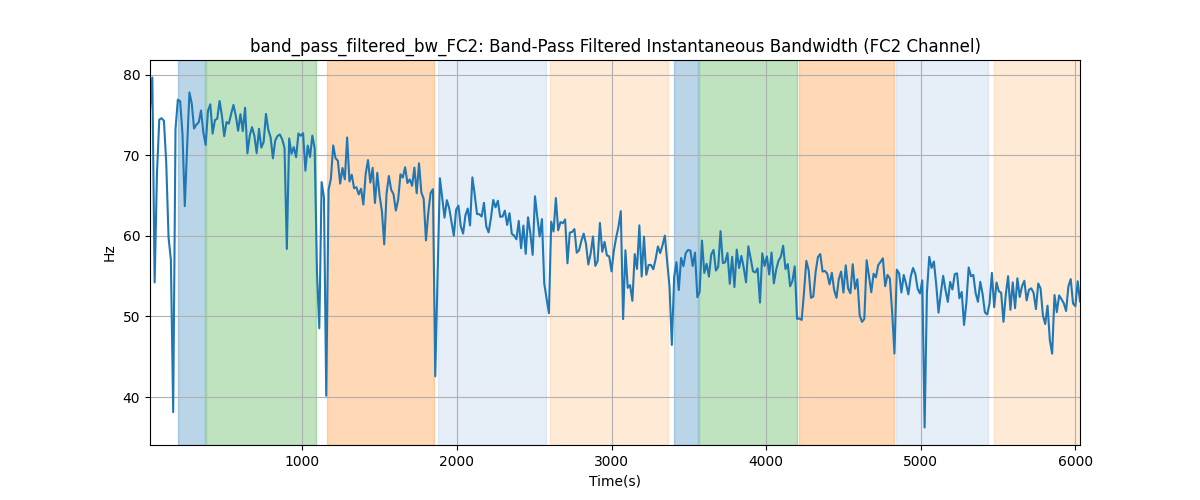 band_pass_filtered_bw_FC2: Band-Pass Filtered Instantaneous Bandwidth (FC2 Channel)
80
70
60
50
40
Hz
1000 2000 3000 4000 5000 6000
Time(s)